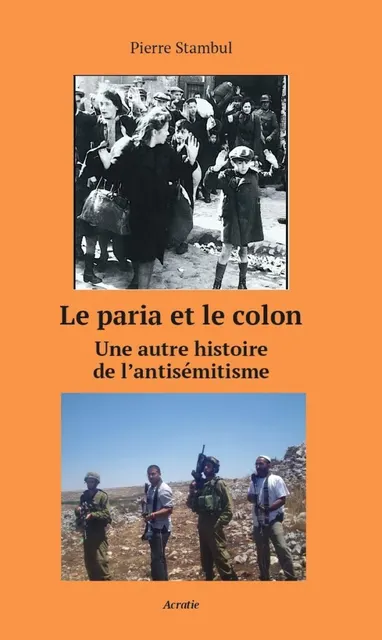 Pierre Stambul
Le paria et le colon
Une autre histoire
de l'antisémitisme
Acratie